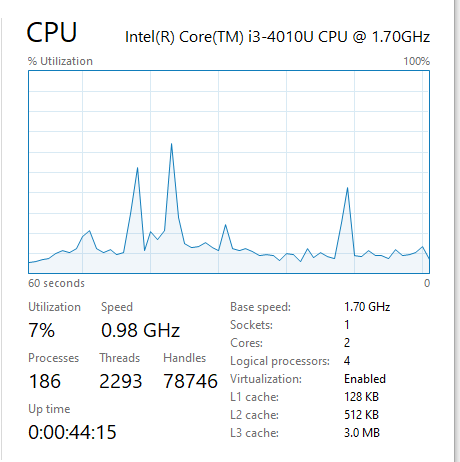 CPU Intel(R) Core(TM) i3-4010U CPU @ 1.70GHz
% Utilization 100%
60 seconds 0
Utilization Speed
7% 0.98 GHz
Processes Threads Handles
186 2293 78746
Up time
0:00:44:15
Base speed: 1.70 GHz
Sockets: 1
Cores: 2
Logical processors: 4
Virtualization: Enabled
L1 cache: 128 KB
L2 cache: 512 KB
L3 cache: 3.0 MB